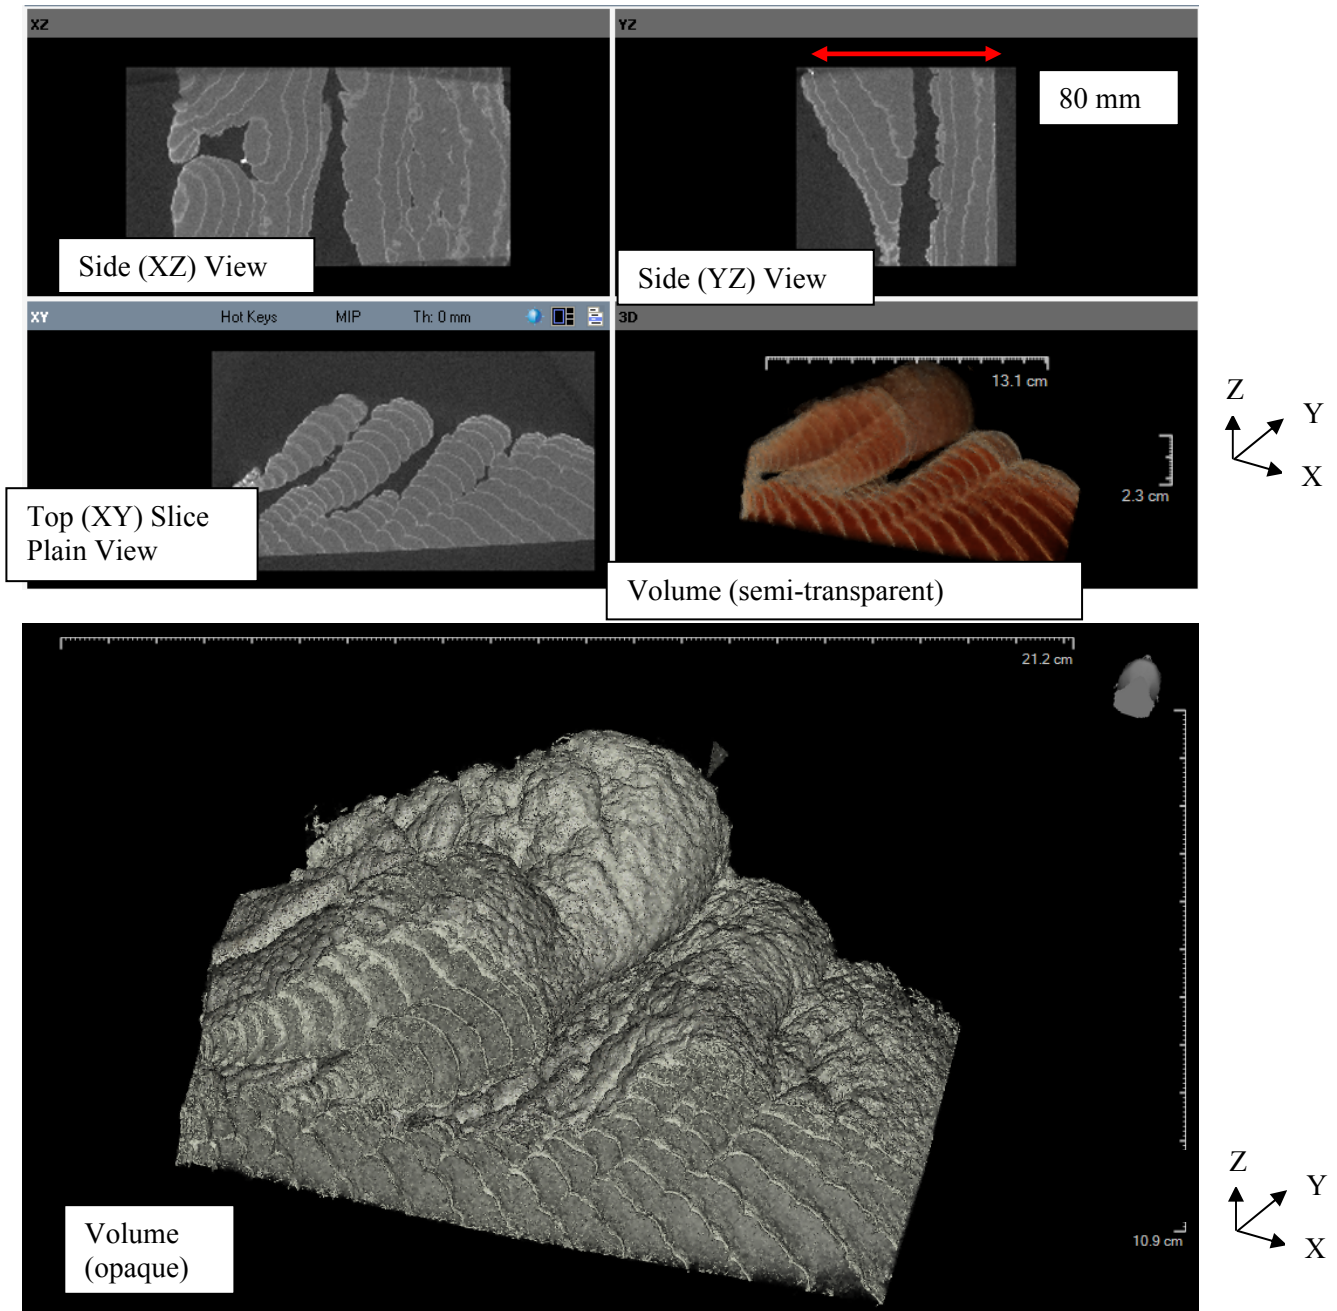 XZ
YZ
80 mm
Side (XZ) View
Side (YZ) View
XY Hot Keys MIP Th: 0 mm
3D
13.1 cm
2.3 cm
Z
Y
X
Top (XY) Slice
Plain View
Volume (semi-transparent)
21.2 cm
10.9 cm
Z
Y
X
Volume
(opaque)